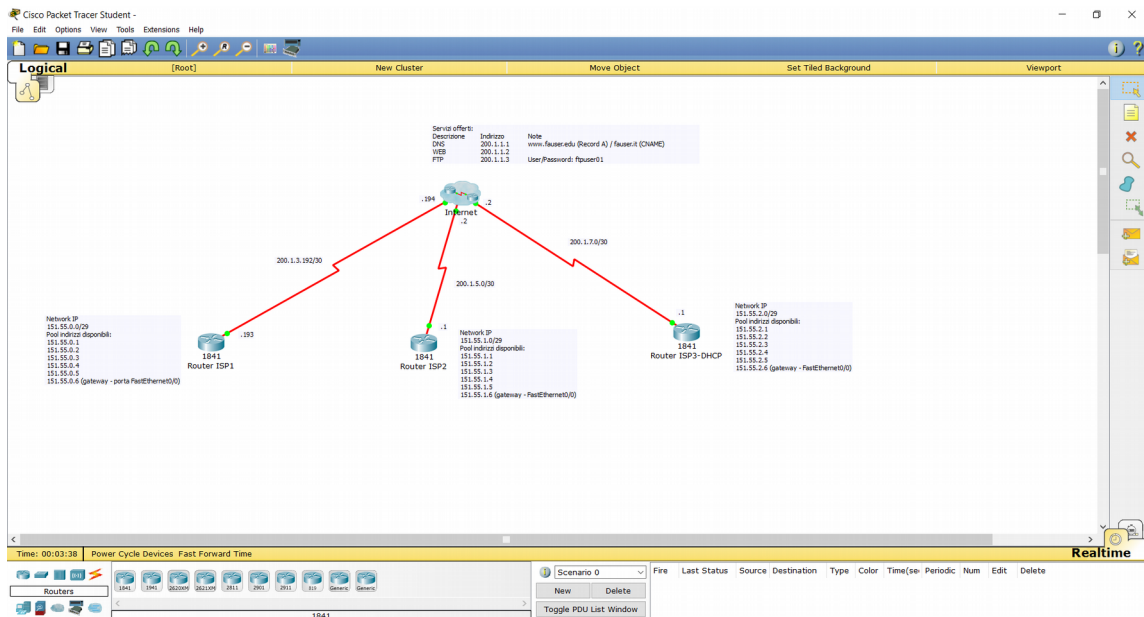 Cisco Packet Tracer Student -
File Edit Options View Tools Extensions Help
Logical [Root] New Cluster Move Object Set Tiled Background Viewport
Servizi offerti:
Descrizione Indirizzo Note
DNS 200.1.1.1 www.fauser.edu (Record A) / fauser.it (CNAME)
WEB 200.1.1.2
FTP 200.1.1.3 User/Password: ftpuser01
.194
.2
Internet
.2
200.1.7.0/30
200.1.3.192/30
200.1.5.0/30
Network IP
151.55.0.0/29
Pool indirizzi disponibili:
151.55.0.1
151.55.0.2
151.55.0.3
151.55.0.4
151.55.0.5
151.55.0.6 (gateway - porta FastEthernet0/0)
.193
1841
Router ISP1
.1
1841
Router ISP2
Network IP
151.55.1.0/29
Pool indirizzi disponibili:
151.55.1.1
151.55.1.2
151.55.1.3
151.55.1.4
151.55.1.5
151.55.1.6 (gateway - FastEthernet0/0)
.1
1841
Router ISP3-DHCP
Network IP
151.55.2.0/29
Pool indirizzi disponibili:
151.55.2.1
151.55.2.2
151.55.2.3
151.55.2.4
151.55.2.5
151.55.2.6 (gateway - FastEthernet0/0)
Time: 00:03:38 Power Cycle Devices Fast Forward Time Realtime
Routers
1841 1941 2620XM 2621XM 2811 2901 2911 819 Generic Generic
1841
Scenario 0
New Delete
Toggle PDU List Window
Fire Last Status Source Destination Type Color Time(se Periodic Num Edit Delete